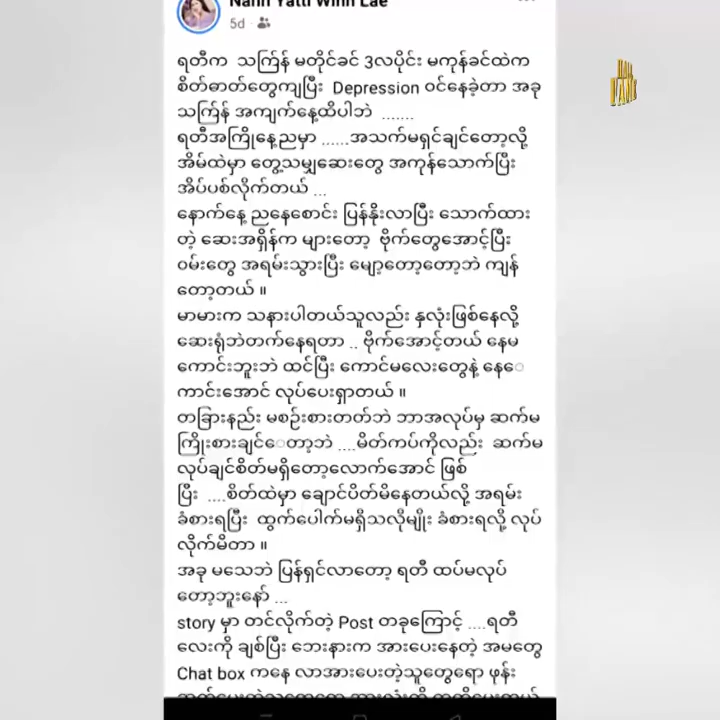 Nann Yatti Winn Lae
5d
ရတီက သင်္ကြန် မတိုင်ခင် 3လပိုင်း မကုန်ခင်ထဲက
စိတ်ဓာတ်တွေကျပြီး Depression ဝင်နေခဲ့တာ အခု
သင်္ကြန် အကျက်နေ့ထိပါဘဲ .......
ရတီအကြိုနေ့ညမှာ ......အသက်မရှင်ချင်တော့လို့
အိမ်ထဲမှာ တွေ့သမျှဆေးတွေ အကုန်သောက်ပြီး
အိပ်ပစ်လိုက်တယ် ...
နောက်နေ့ ညနေစောင်း ပြန်နိုးလာပြီး သောက်ထား
တဲ့ ဆေးအရှိန်က များတော့ ဗိုက်တွေအောင့်ပြီး
ဝမ်းတွေ အရမ်းသွားပြီး မျော့တော့တော့ဘဲ ကျန်
တော့တယ် ။
မာမားက သနားပါတယ်သူလည်း နှလုံးဖြစ်နေလို့
ဆေးရုံဘဲတက်နေရတာ .. ဗိုက်အောင့်တယ် နေမ
ကောင်းဘူးဘဲ ထင်ပြီး ကောင်မလေးတွေနဲ့ နေေ
ကာင်းအောင် လုပ်ပေးရှာတယ် ။
တခြားနည်း မစဉ်းစားတတ်ဘဲ ဘာအလုပ်မှ ဆက်မ
ကြိုးစားချင်ေတာ့ဘဲ ....မိတ်ကပ်ကိုလည်း ဆက်မ
လုပ်ချင်စိတ်မရှိတော့လောက်အောင် ဖြစ်
ပြီး ....စိတ်ထဲမှာ ချောင်ပိတ်မိနေတယ်လို့ အရမ်း
ခံစားရပြီး ထွက်ပေါက်မရှိသလိုမျိုး ခံစားရလို့ လုပ်
လိုက်မိတာ ။
အခု မသေဘဲ ပြန်ရှင်လာတော့ ရတီ ထပ်မလုပ်
တော့ဘူးနော် ...
story မှာ တင်လိုက်တဲ့ Post တခုကြောင့် ....ရတီ
လေးကို ချစ်ပြီး ဘေးနားက အားပေးနေတဲ့ အမတွေ
Chat box ကနေ လာအားပေးတဲ့သူတွေရော ဖုန်း